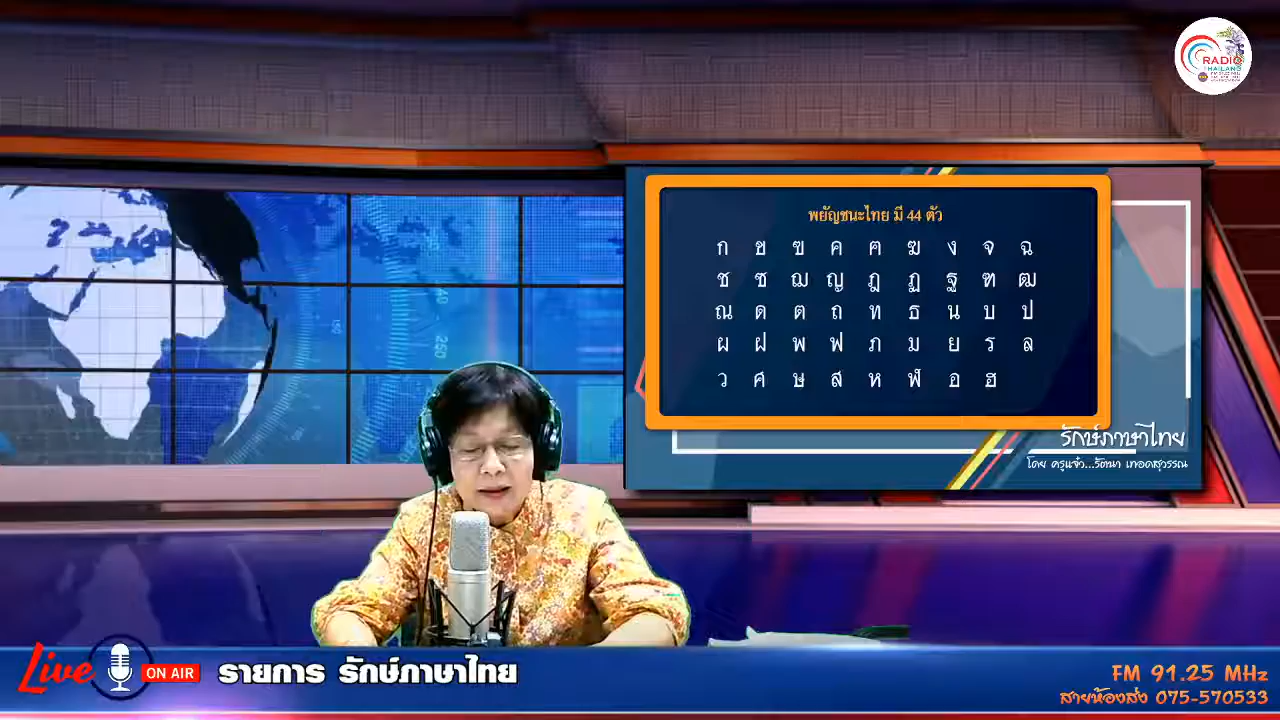 RADIO
THAILAND
พยัญชนะไทย มี 44 ตัว
ก ข ฃ ค ฅ ฆ ง จ ฉ
ช ซ ฌ ญ ฎ ฏ ฐ ฑ ฒ
ณ ด ต ถ ท ธ น บ ป
ผ ฝ พ ฟ ภ ม ย ร ล
ว ศ ษ ส ห ฬ อ ฮ
รักษ์ภาษาไทย
โดย ครูแจ๋ว...รัตนา เทอดสุวรรณ
Live ON AIR รายการ รักษ์ภาษาไทย
FM 91.25 MHz
สายห้องส่ง 075-570533